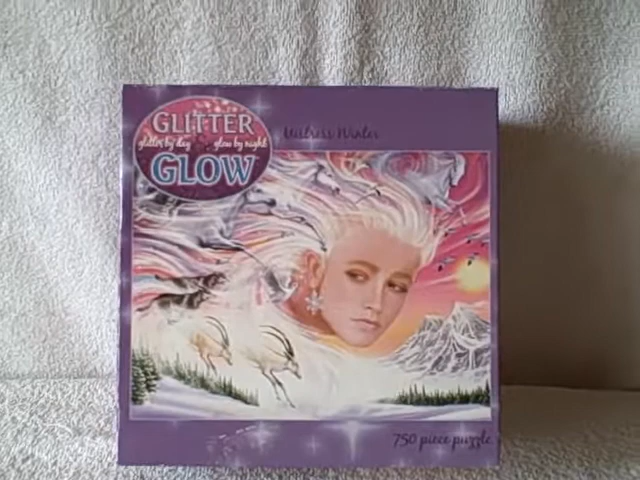 GLITTER
glitter by day & glow by night
GLOW
Mistress Winter
750 piece puzzle